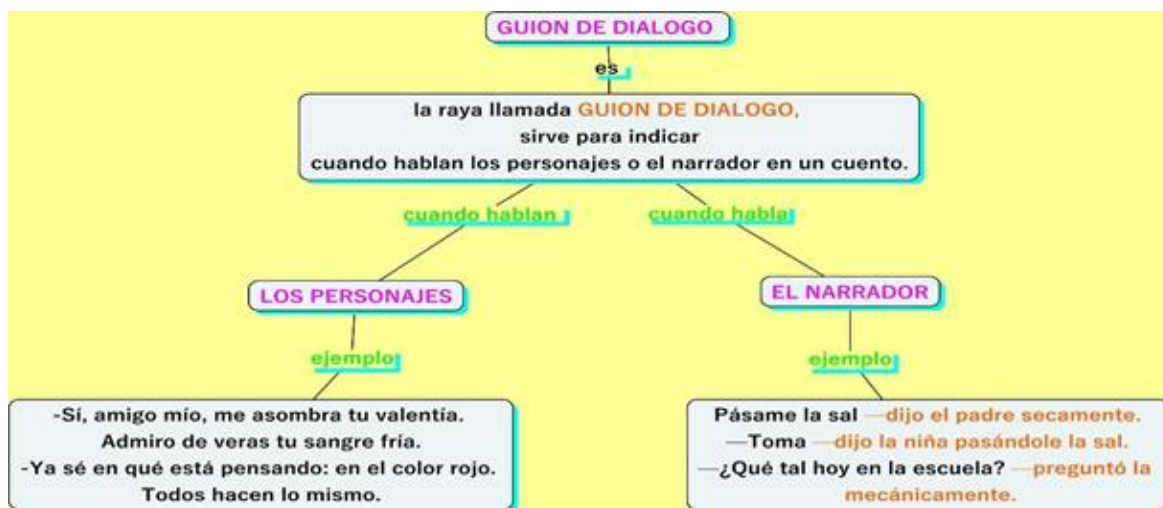 GUION DE DIALOGO
es
la raya llamada GUION DE DIALOGO,
sirve para indicar
cuando hablan los personajes o el narrador en un cuento.
cuando hablan
cuando habla
LOS PERSONAJES
EL NARRADOR
ejemplo
ejemplo
-Sí, amigo mío, me asombra tu valentía.
Admiro de veras tu sangre fría.
-Ya sé en qué está pensando: en el color rojo.
Todos hacen lo mismo.
Pásame la sal —dijo el padre secamente.
—Toma —dijo la niña pasándole la sal.
—¿Qué tal hoy en la escuela? —preguntó la
mecánicamente.